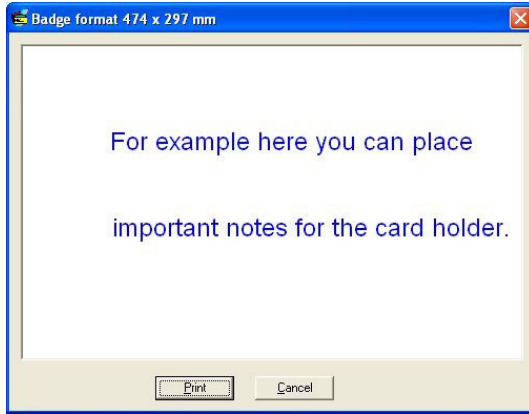 Badge format 474 x 297 mm
For example here you can place
important notes for the card holder.
Print
Cancel